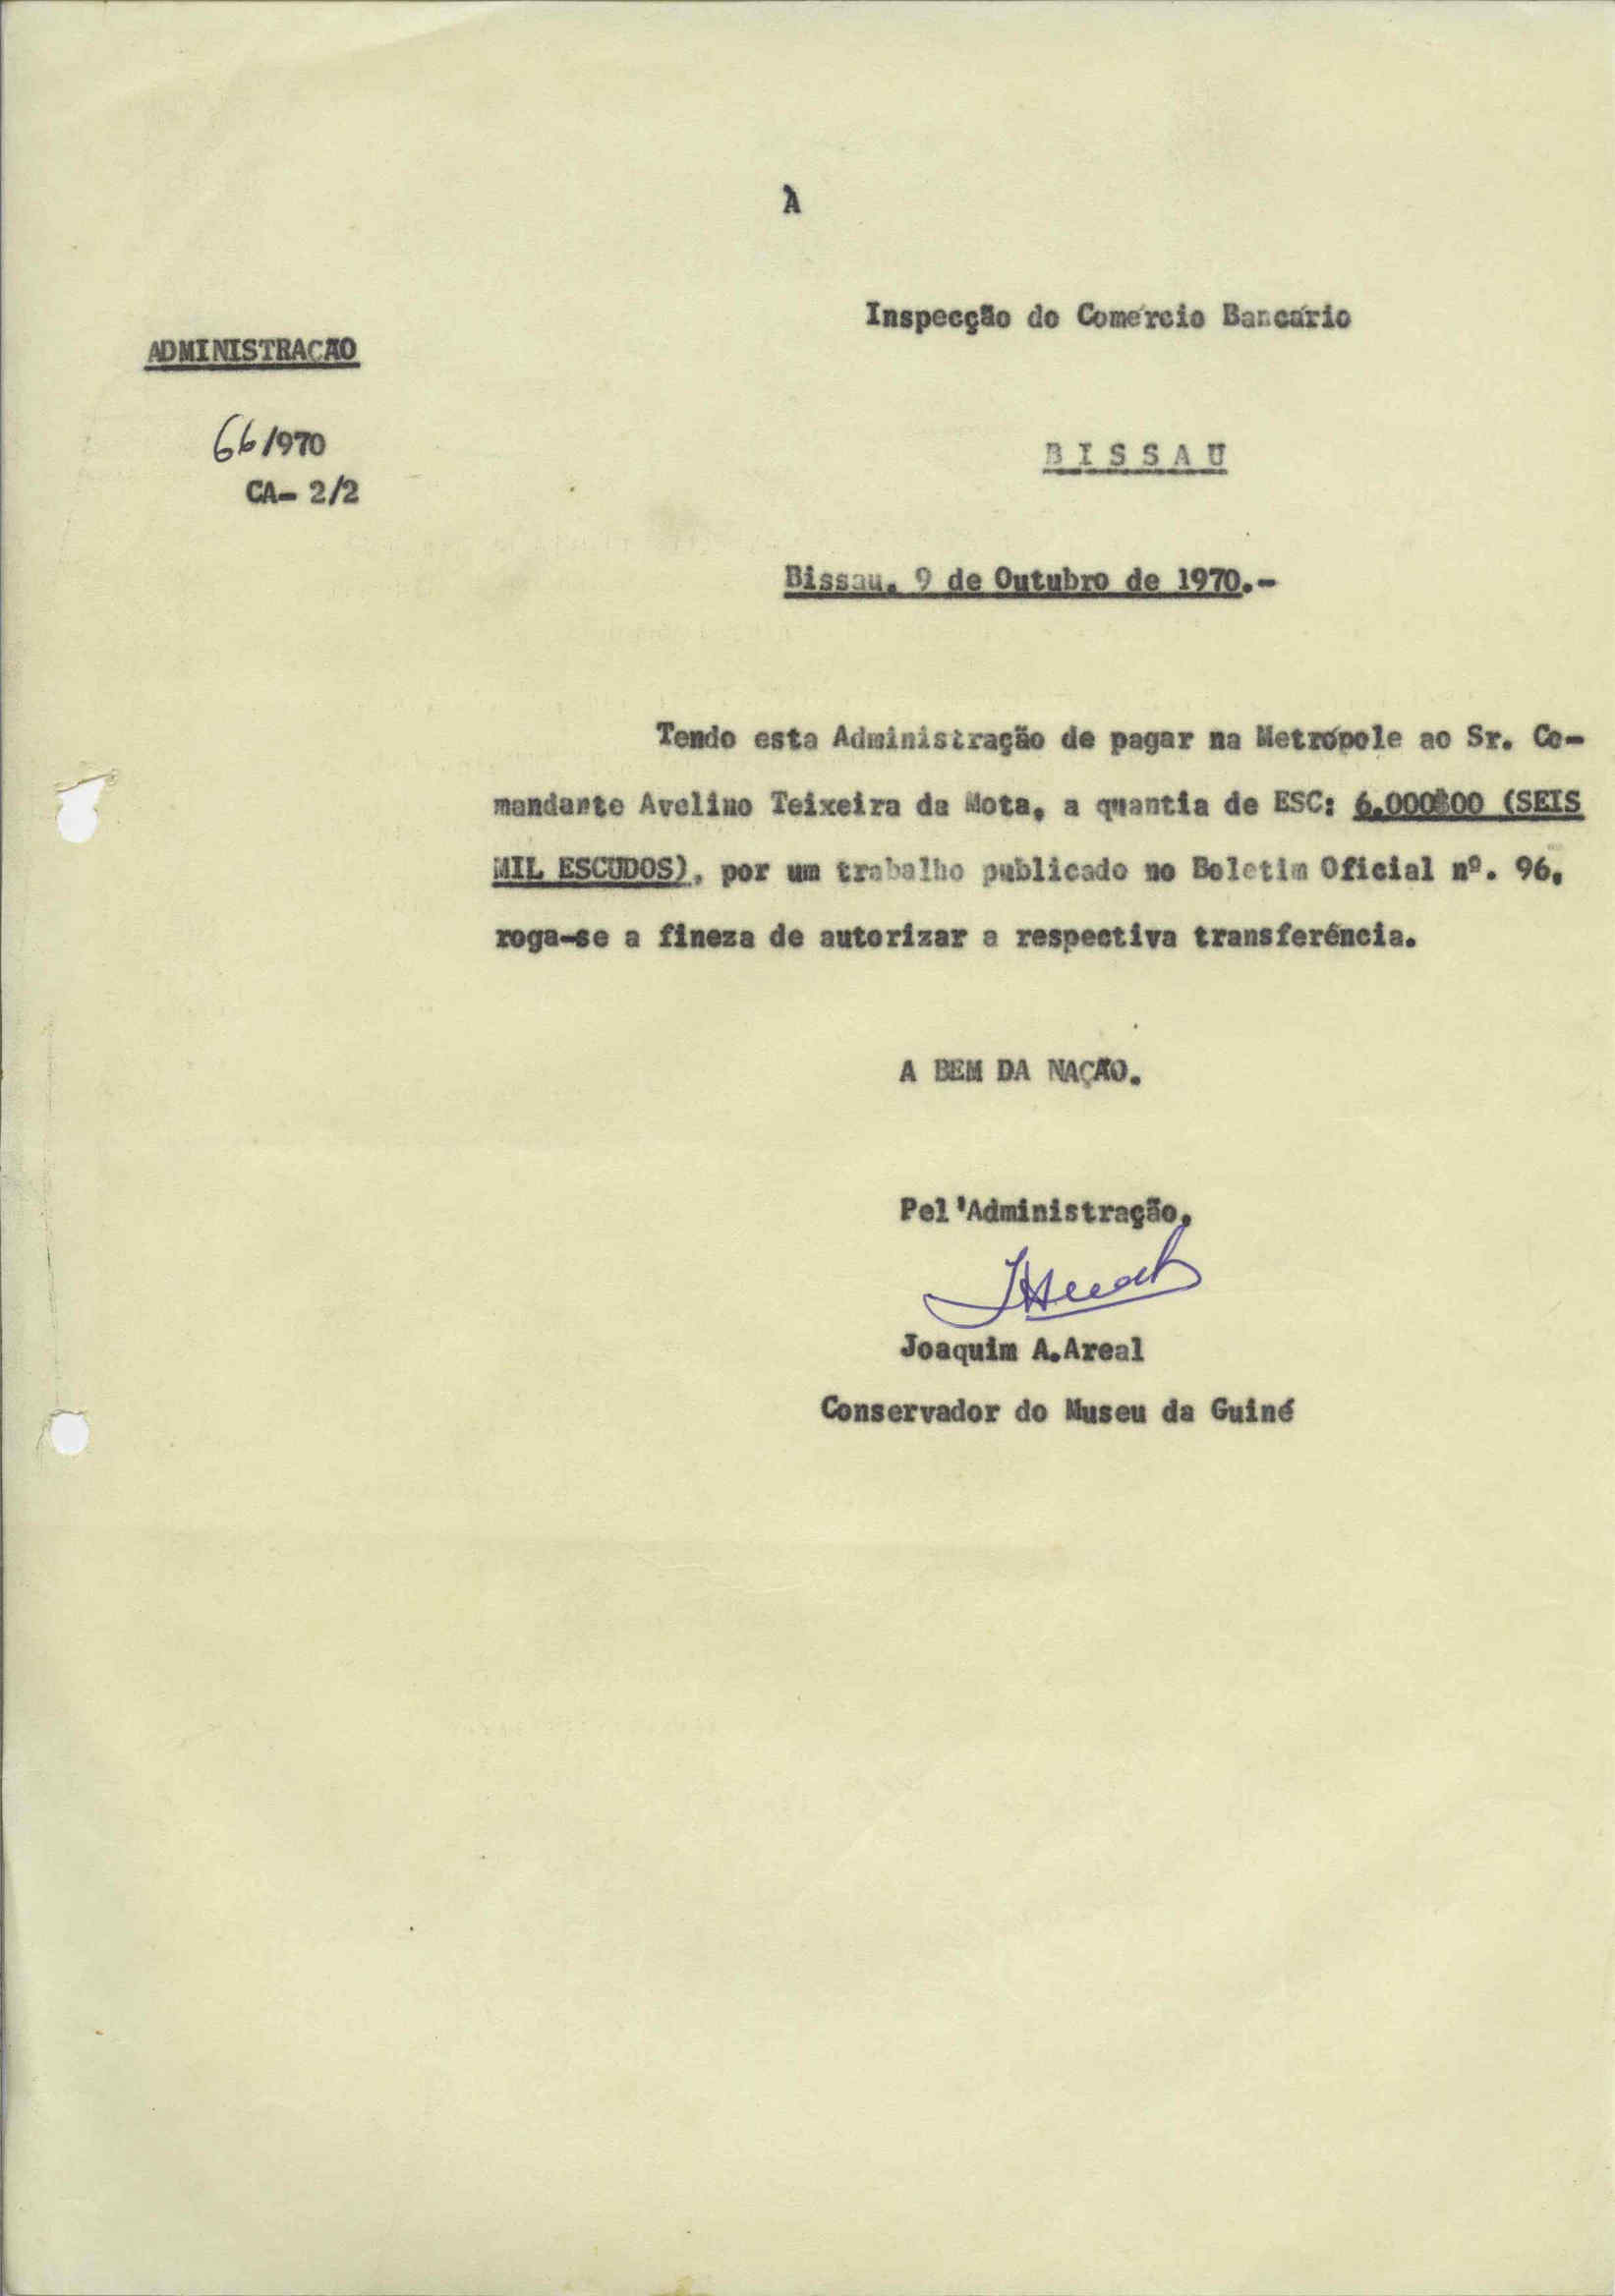 À
Inspecção do Comércio Bancário
ADMINISTRAÇÃO
66/970
CA- 2/2
BISSAU
Bissau, 9 de Outubro de 1970.-
Tendo esta Administração de pagar na Metrópole ao Sr. Co-
mandante Avelino Teixeira da Mota, a quantia de ESC: 6.000$00 (SEIS
MIL ESCUDOS), por um trabalho publicado no Boletim Oficial nº. 96,
roga-se a fineza de autorizar a respectiva transferência.
A BEM DA NAÇÃO.
Pel'Administração,
Joaquim A.Areal
Conservador do Museu da Guiné